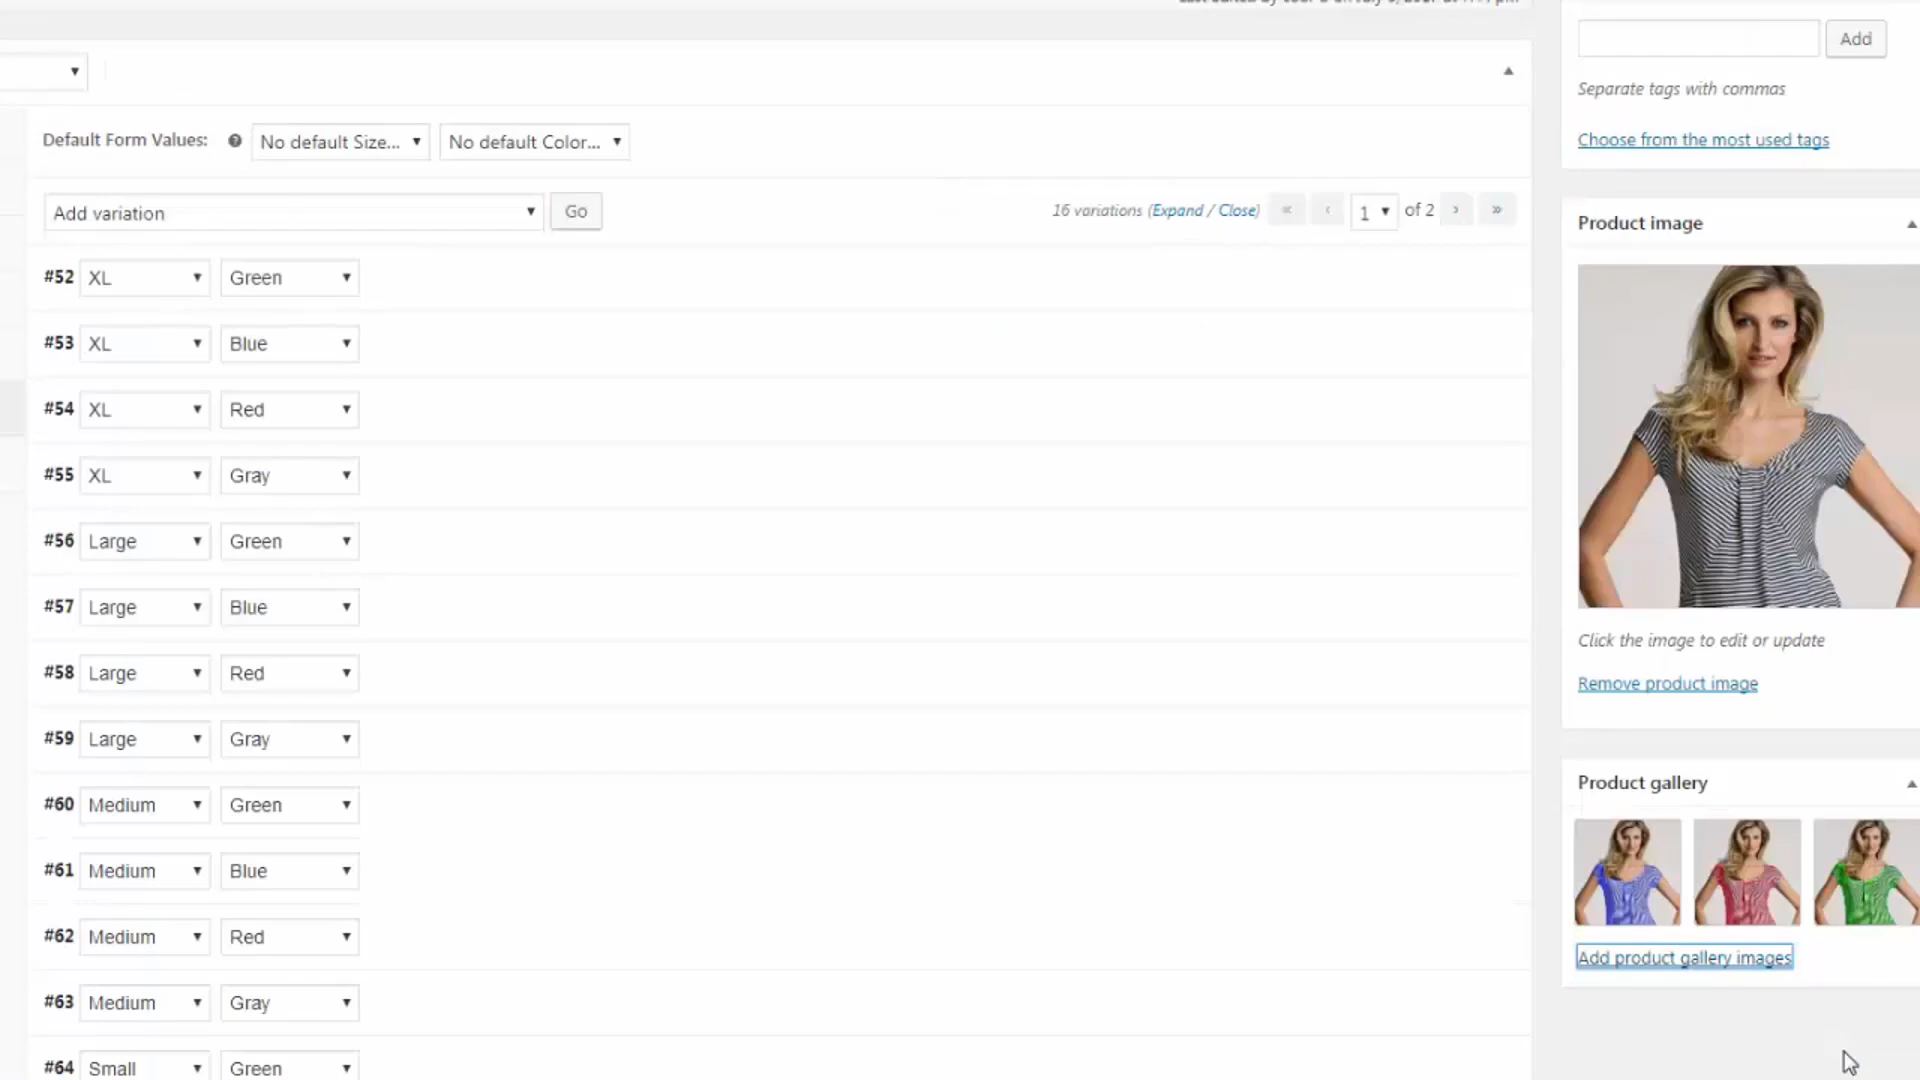 Add
Separate tags with commas
Choose from the most used tags
Default Form Values: No default Size... No default Color...
Add variation Go 16 variations (Expand / Close) « ‹ 1 of 2 › »
#52 XL Green
#53 XL Blue
#54 XL Red
#55 XL Gray
#56 Large Green
#57 Large Blue
#58 Large Red
#59 Large Gray
#60 Medium Green
#61 Medium Blue
#62 Medium Red
#63 Medium Gray
#64 Small Green
Product image
Click the image to edit or update
Remove product image
Product gallery
Add product gallery images